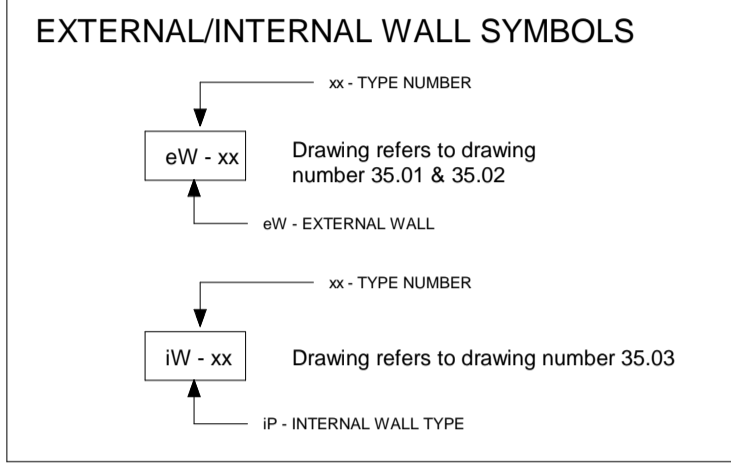 EXTERNAL/INTERNAL WALL SYMBOLS
xx - TYPE NUMBER
eW - xx
Drawing refers to drawing
number 35.01 & 35.02
eW - EXTERNAL WALL
xx - TYPE NUMBER
iW - xx
Drawing refers to drawing number 35.03
iP - INTERNAL WALL TYPE